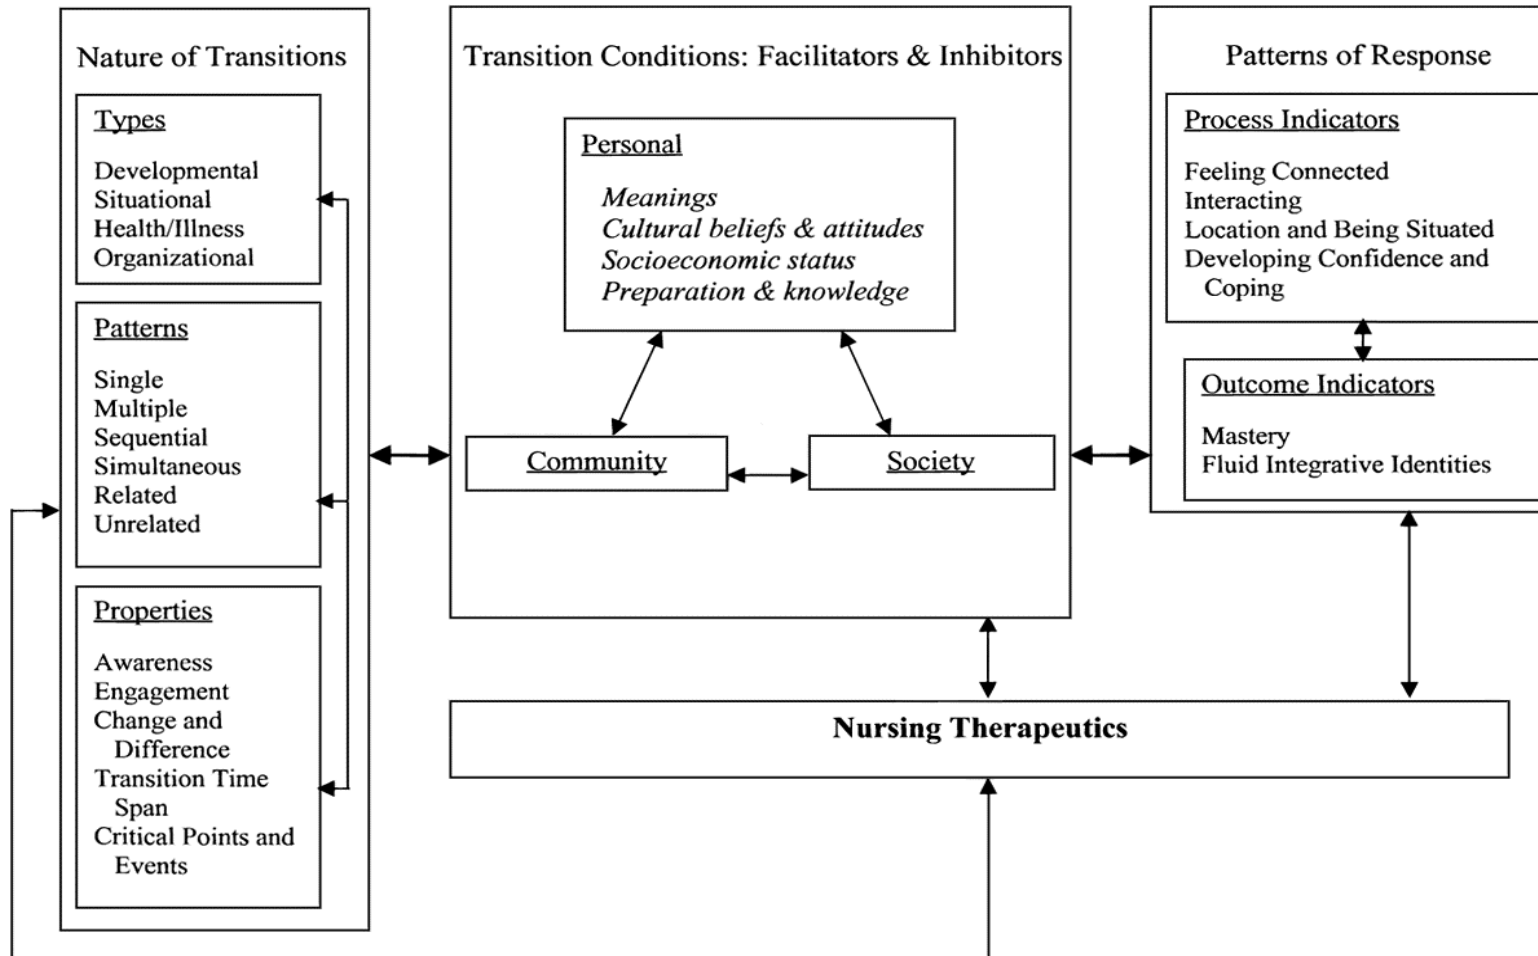 Nature of Transitions
Types
Developmental
Situational
Health/Illness
Organizational
Patterns
Single
Multiple
Sequential
Simultaneous
Related
Unrelated
Properties
Awareness
Engagement
Change and
Difference
Transition Time
Span
Critical Points and
Events
Transition Conditions: Facilitators & Inhibitors
Personal
Meanings
Cultural beliefs & attitudes
Socioeconomic status
Preparation & knowledge
Community
Society
Patterns of Response
Process Indicators
Feeling Connected
Interacting
Location and Being Situated
Developing Confidence and
Coping
Outcome Indicators
Mastery
Fluid Integrative Identities
Nursing Therapeutics